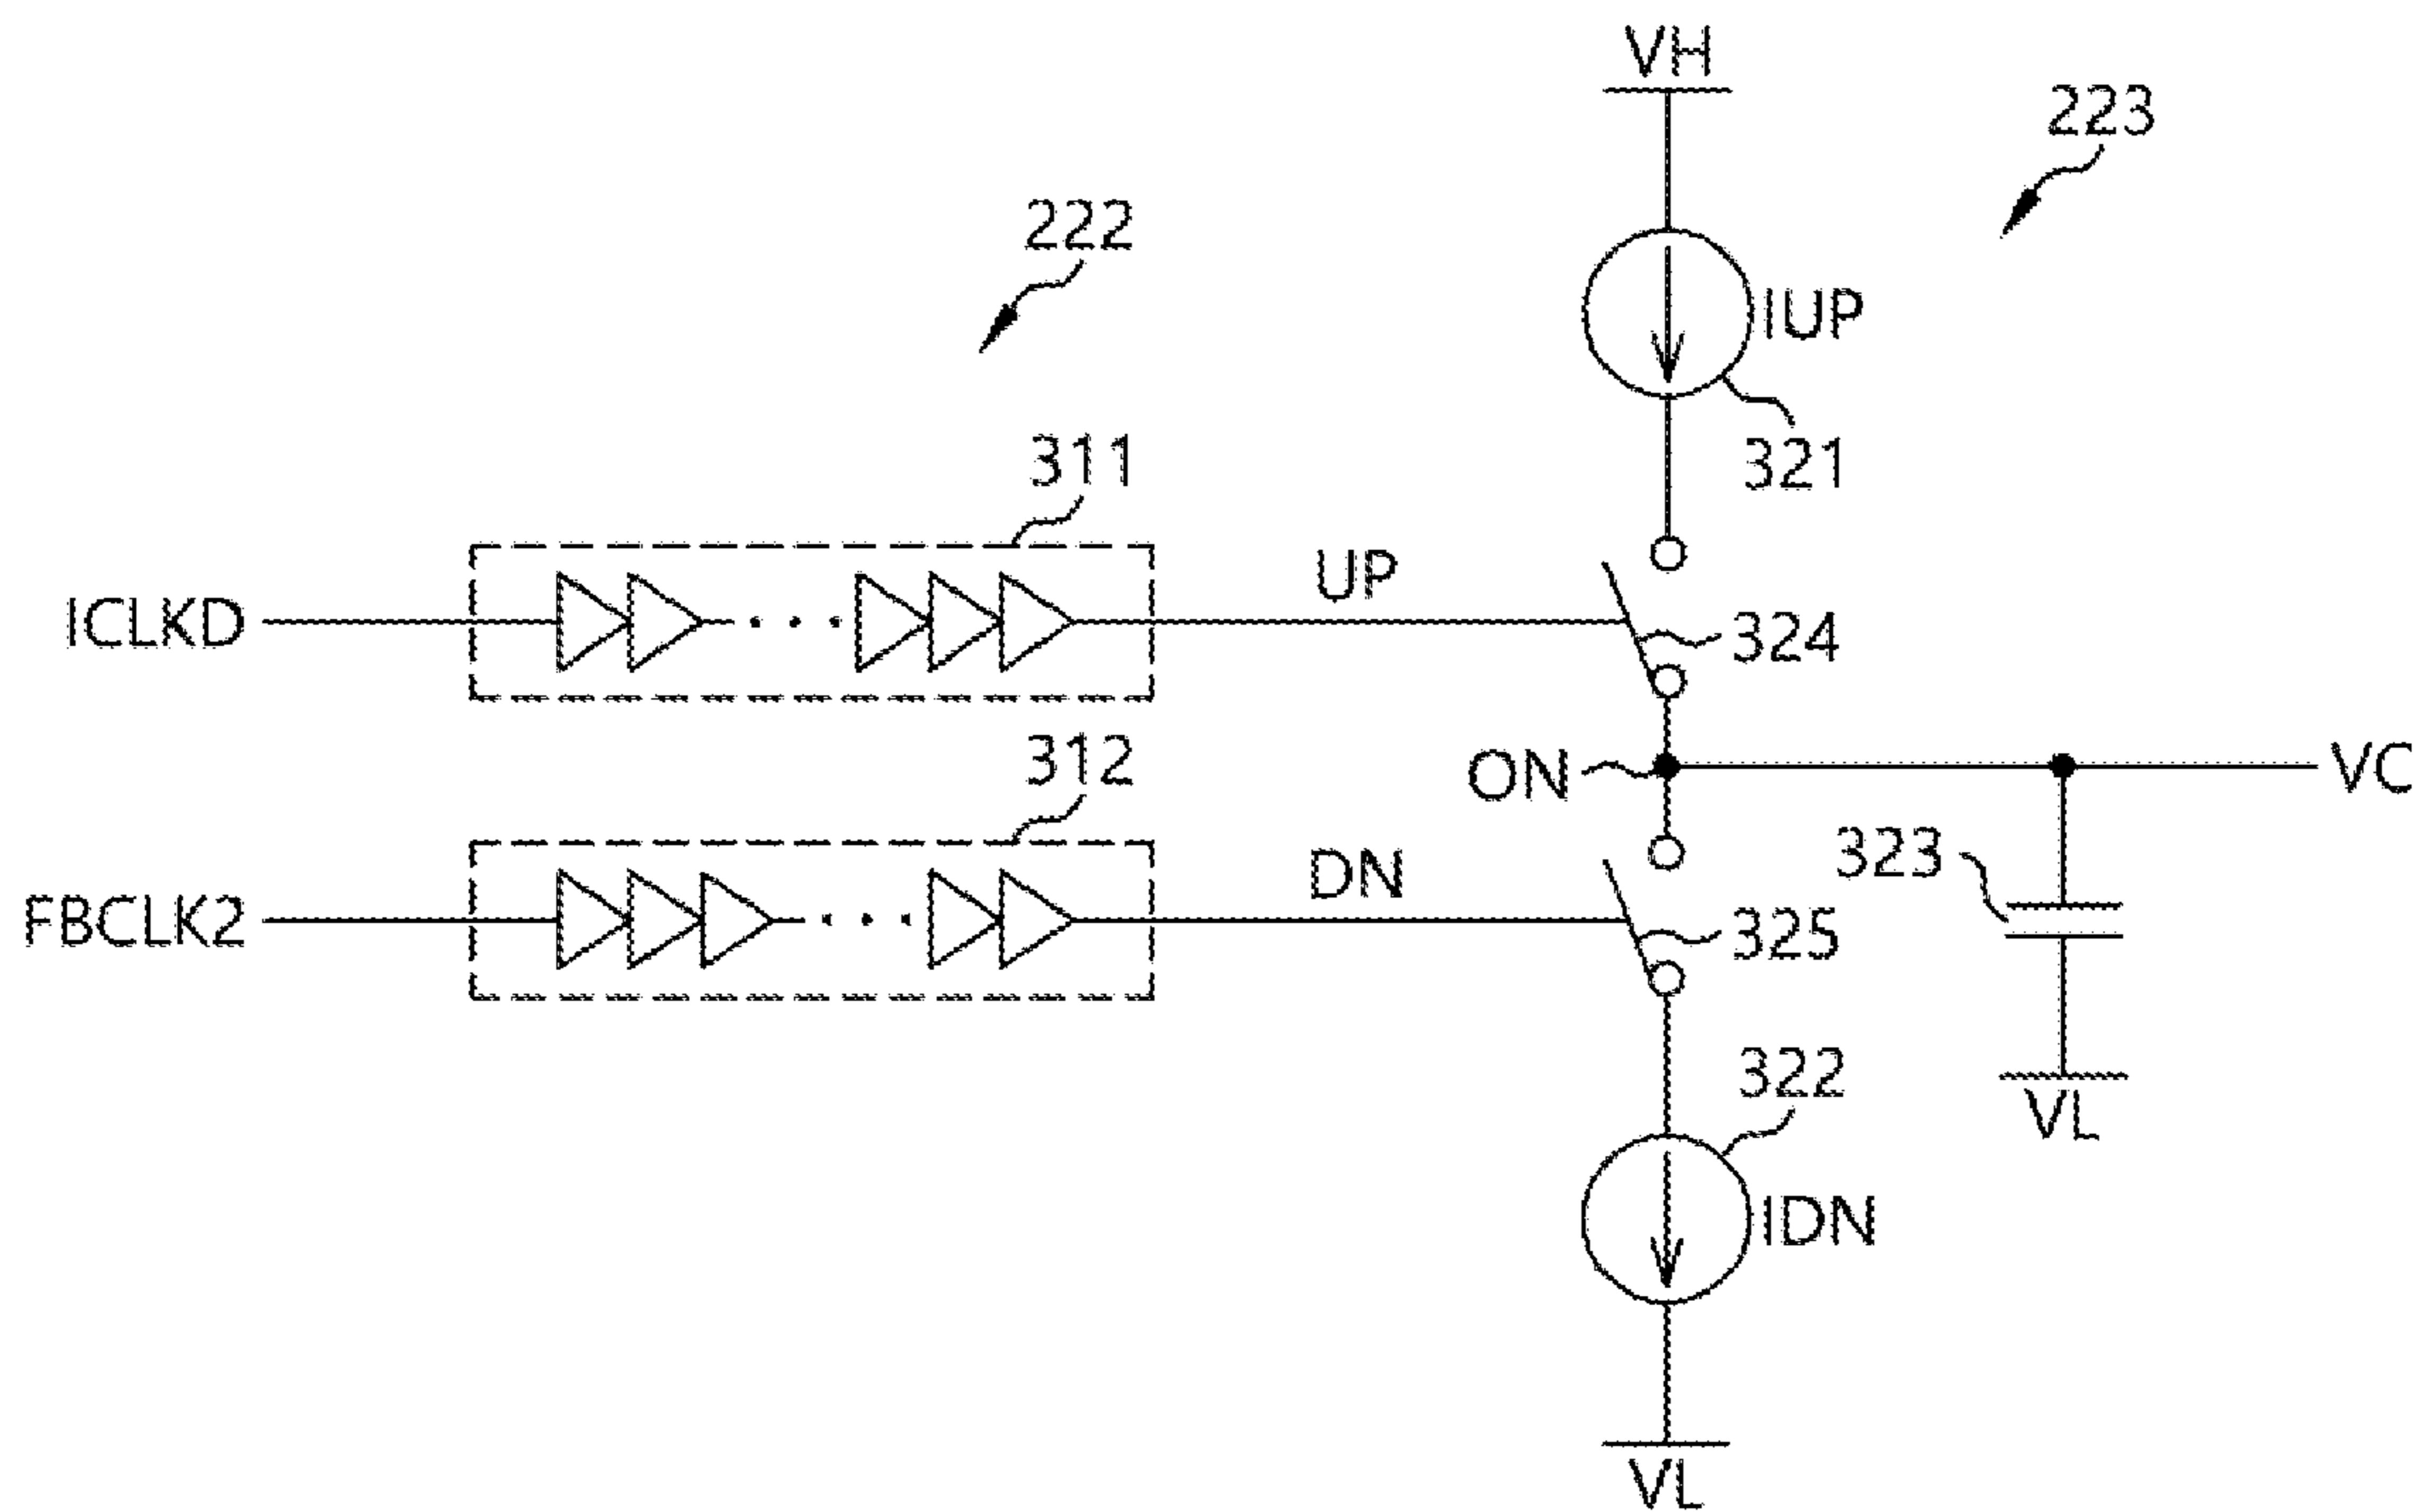 VH
223
222
IUP
321
311
UP
ICLKD
324
312
ON
VC
323
DN
FBCLK2
325
322
VL
IDN
VL